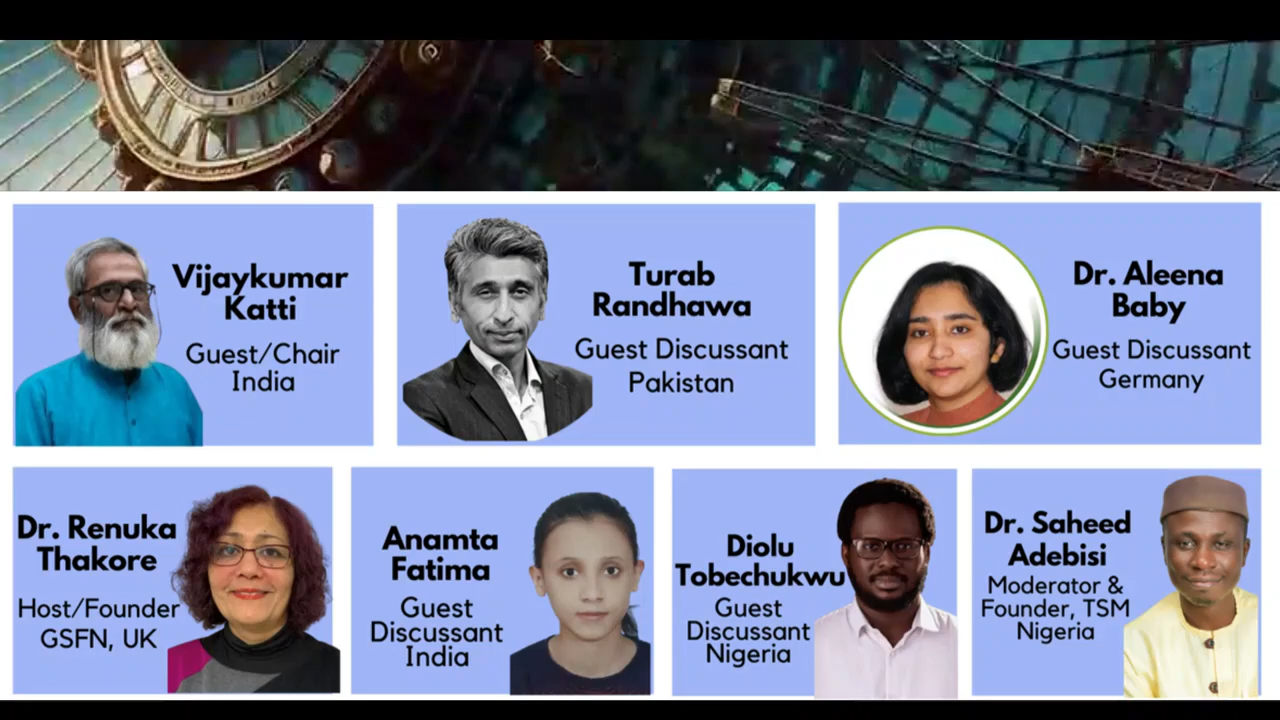 Vijaykumar
Katti
Guest/Chair
India
Turab
Randhawa
Guest Discussant
Pakistan
Dr. Aleena
Baby
Guest Discussant
Germany
Dr. Renuka
Thakore
Host/Founder
GSFN, UK
Anamta
Fatima
Guest
Discussant
India
Diolu
Tobechukwu
Guest
Discussant
Nigeria
Dr. Saheed
Adebisi
Moderator &
Founder, TSM
Nigeria